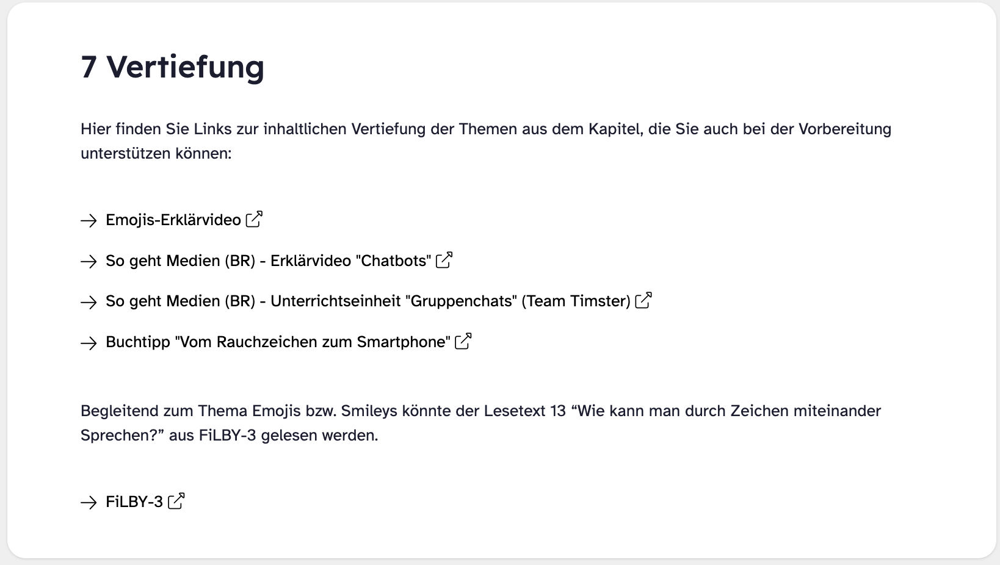 7 Vertiefung
Hier finden Sie Links zur inhaltlichen Vertiefung der Themen aus dem Kapitel, die Sie auch bei der Vorbereitung
unterstützen können:
→ Emojis-Erklärvideo
→ So geht Medien (BR) - Erklärvideo "Chatbots"
→ So geht Medien (BR) - Unterrichtseinheit "Gruppenchats" (Team Timster)
→ Buchtipp "Vom Rauchzeichen zum Smartphone"
Begleitend zum Thema Emojis bzw. Smileys könnte der Lesetext 13 “Wie kann man durch Zeichen miteinander
Sprechen?” aus FiLBY-3 gelesen werden.
→ FiLBY-3